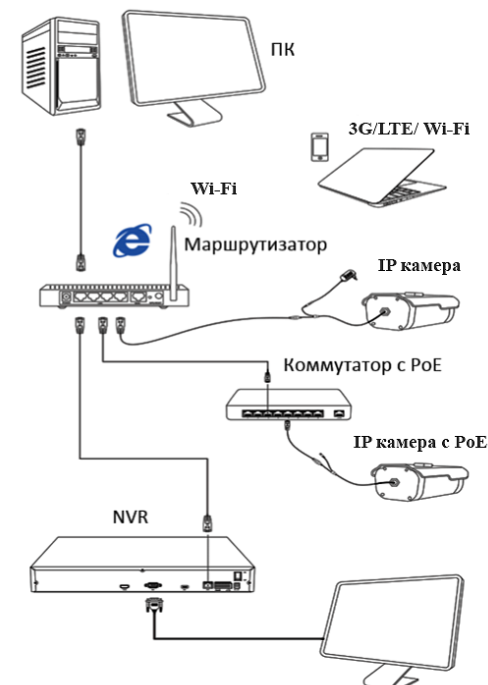 ПК
3G/LTE/ Wi-Fi
Wi-Fi
Маршрутизатор
IP камера
Коммутатор с PoE
IP камера с PoE
NVR